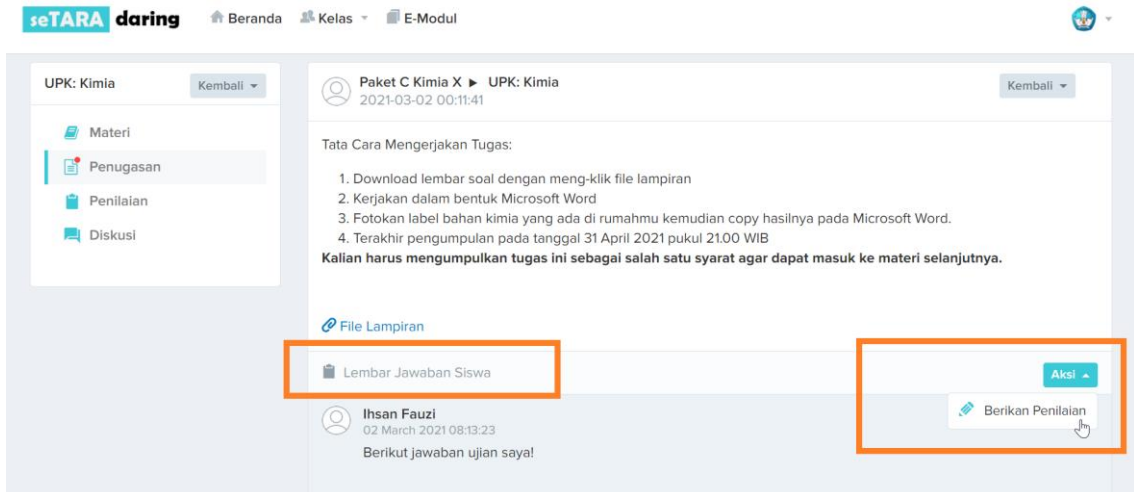 seTARA daring
Beranda
Kelas
E-Modul
UPK: Kimia
Kembali
Materi
Penugasan
Penilaian
Diskusi
Paket C Kimia X ► UPK: Kimia
2021-03-02 00:11:41
Kembali
Tata Cara Mengerjakan Tugas:
1. Download lembar soal dengan meng-klik file lampiran
2. Kerjakan dalam bentuk Microsoft Word
3. Fotokan label bahan kimia yang ada di rumahmu kemudian copy hasilnya pada Microsoft Word.
4. Terakhir pengumpulan pada tanggal 31 April 2021 pukul 21.00 WIB
Kalian harus mengumpulkan tugas ini sebagai salah satu syarat agar dapat masuk ke materi selanjutnya.
File Lampiran
Lembar Jawaban Siswa
Aksi
Berikan Penilaian
Ihsan Fauzi
02 March 2021 08:13:23
Berikut jawaban ujian saya!